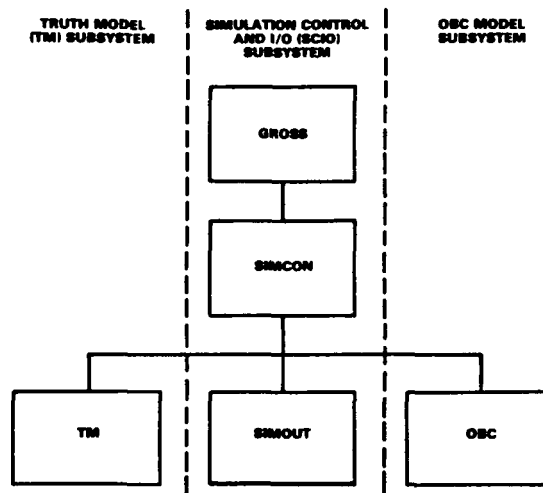 TRUTH MODEL
(TM) SUBSYSTEM
SIMULATION CONTROL
AND I/O (SCIO)
SUBSYSTEM
OBC MODEL
SUBSYSTEM
GROSS
SIMCON
TM
SIMOUT
OBC